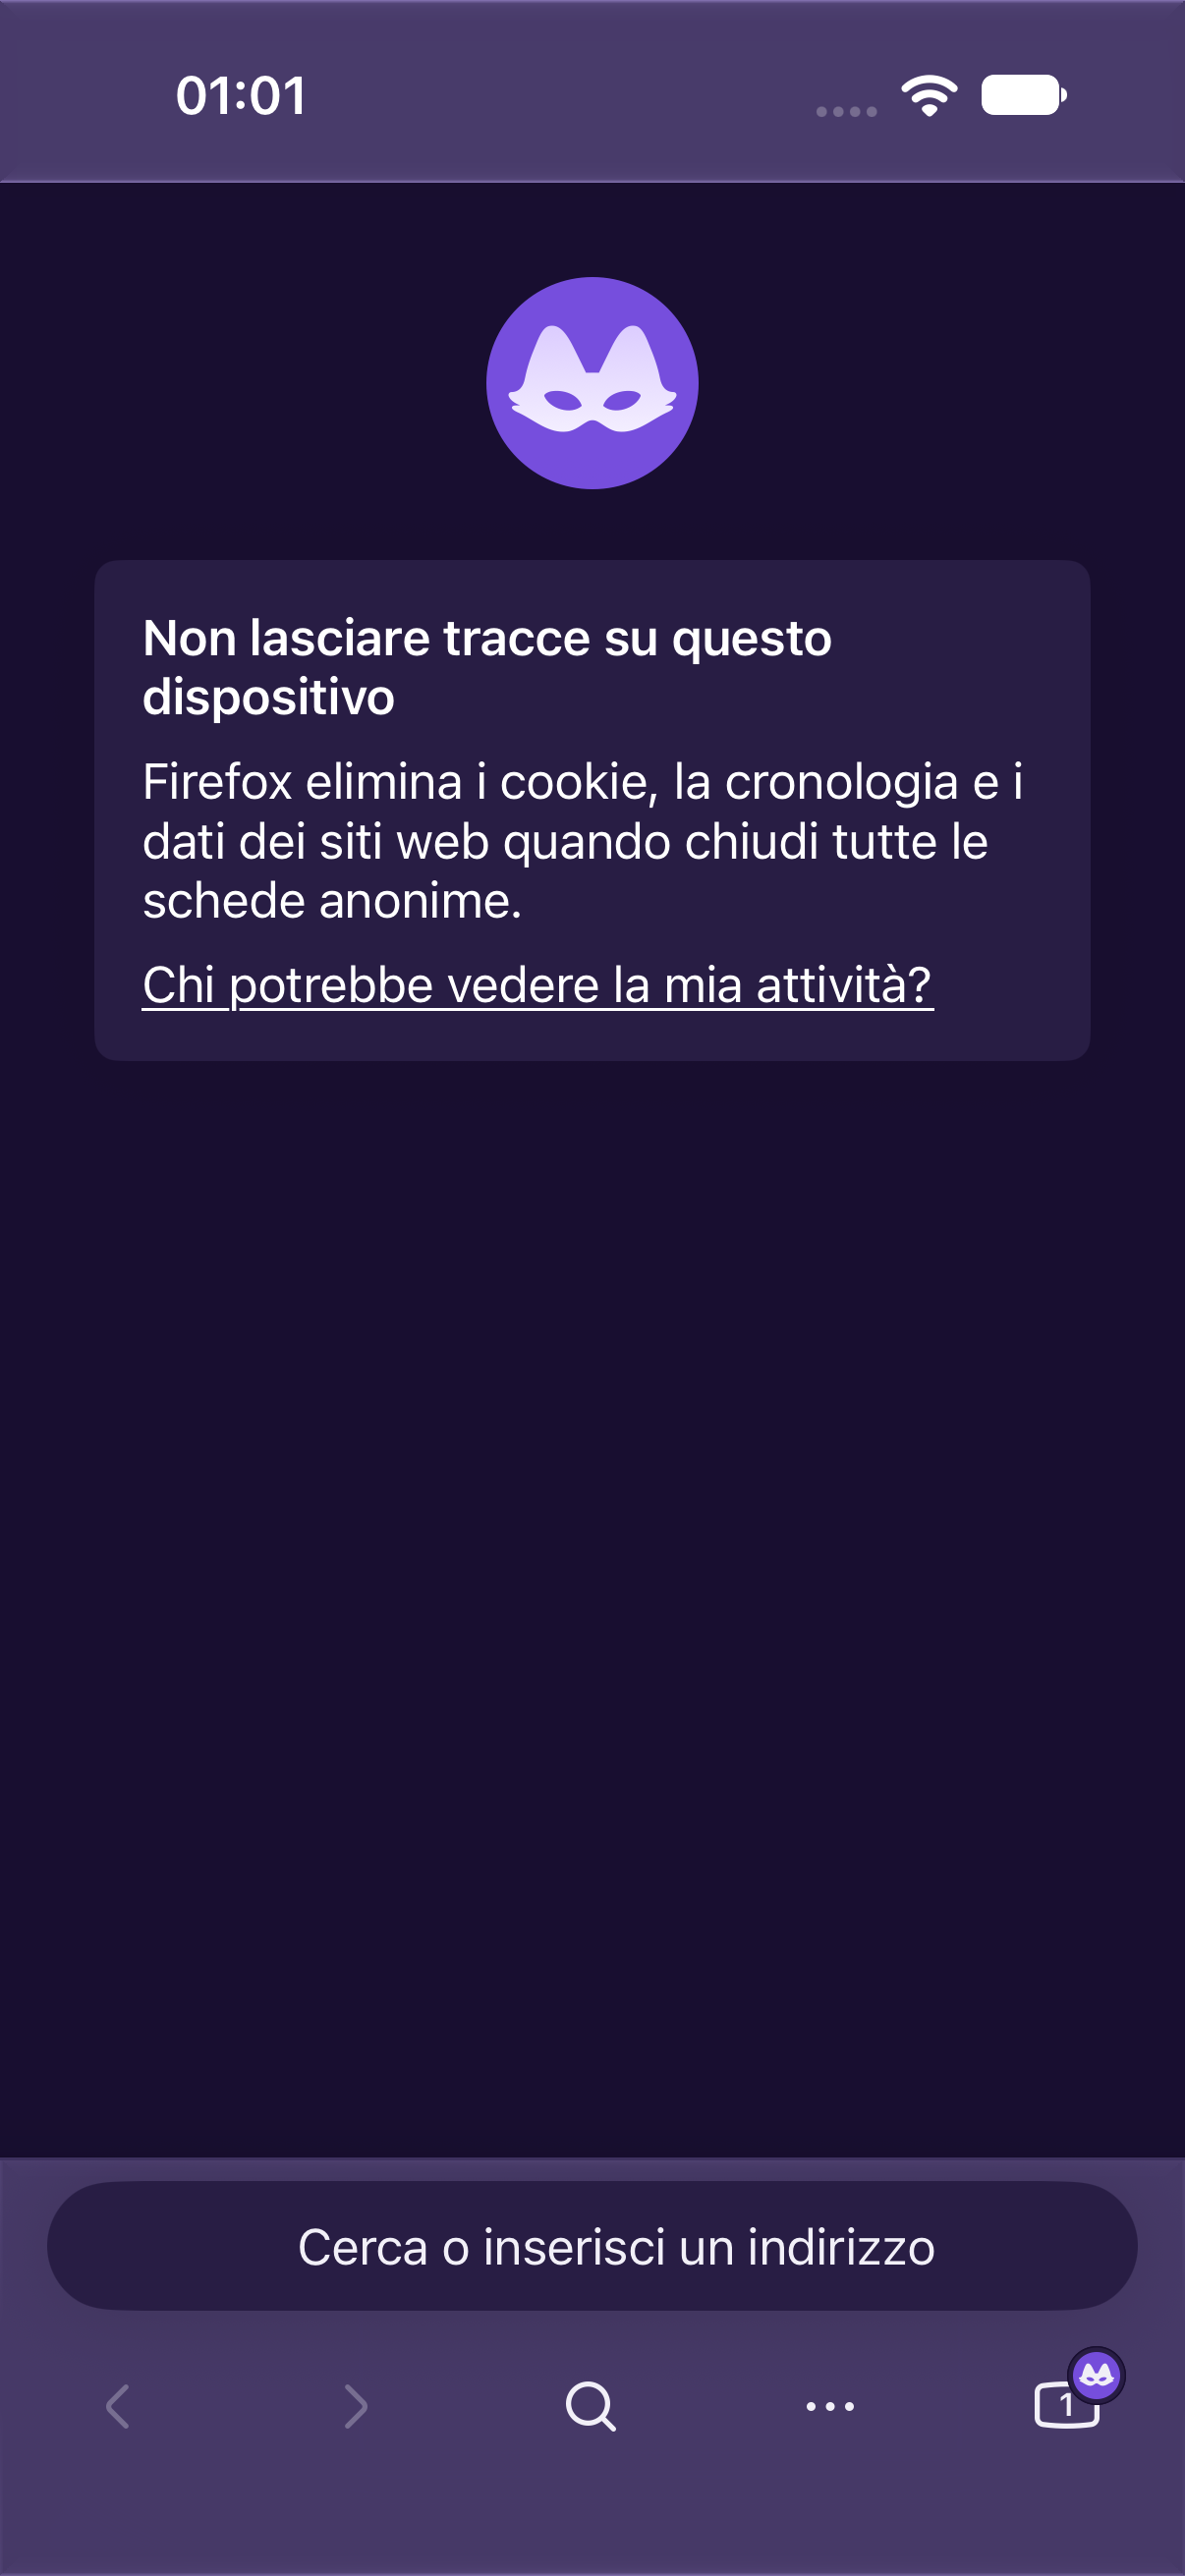 01:01
Non lasciare tracce su questo
dispositivo
Firefox elimina i cookie, la cronologia e i
dati dei siti web quando chiudi tutte le
schede anonime.
Chi potrebbe vedere la mia attività?
Cerca o inserisci un indirizzo
1